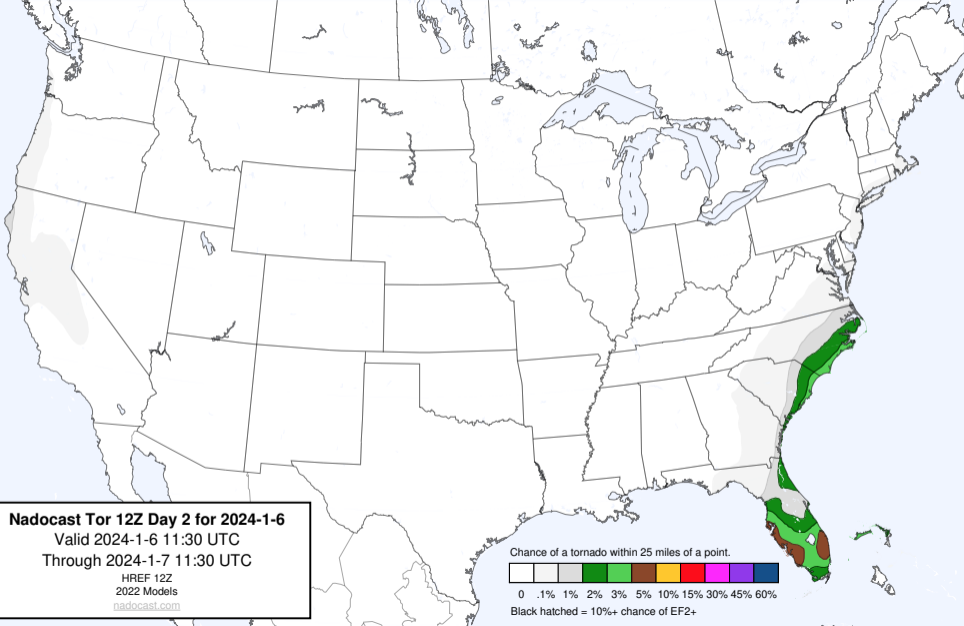 Nadocast Tor 12Z Day 2 for 2024-1-6
Valid 2024-1-6 11:30 UTC
Through 2024-1-7 11:30 UTC
HREF 12Z
2022 Models
nadocast.com
Chance of a tornado within 25 miles of a point.
0 .1% 1% 2% 3% 5% 10% 15% 30% 45% 60%
Black hatched = 10%+ chance of EF2+